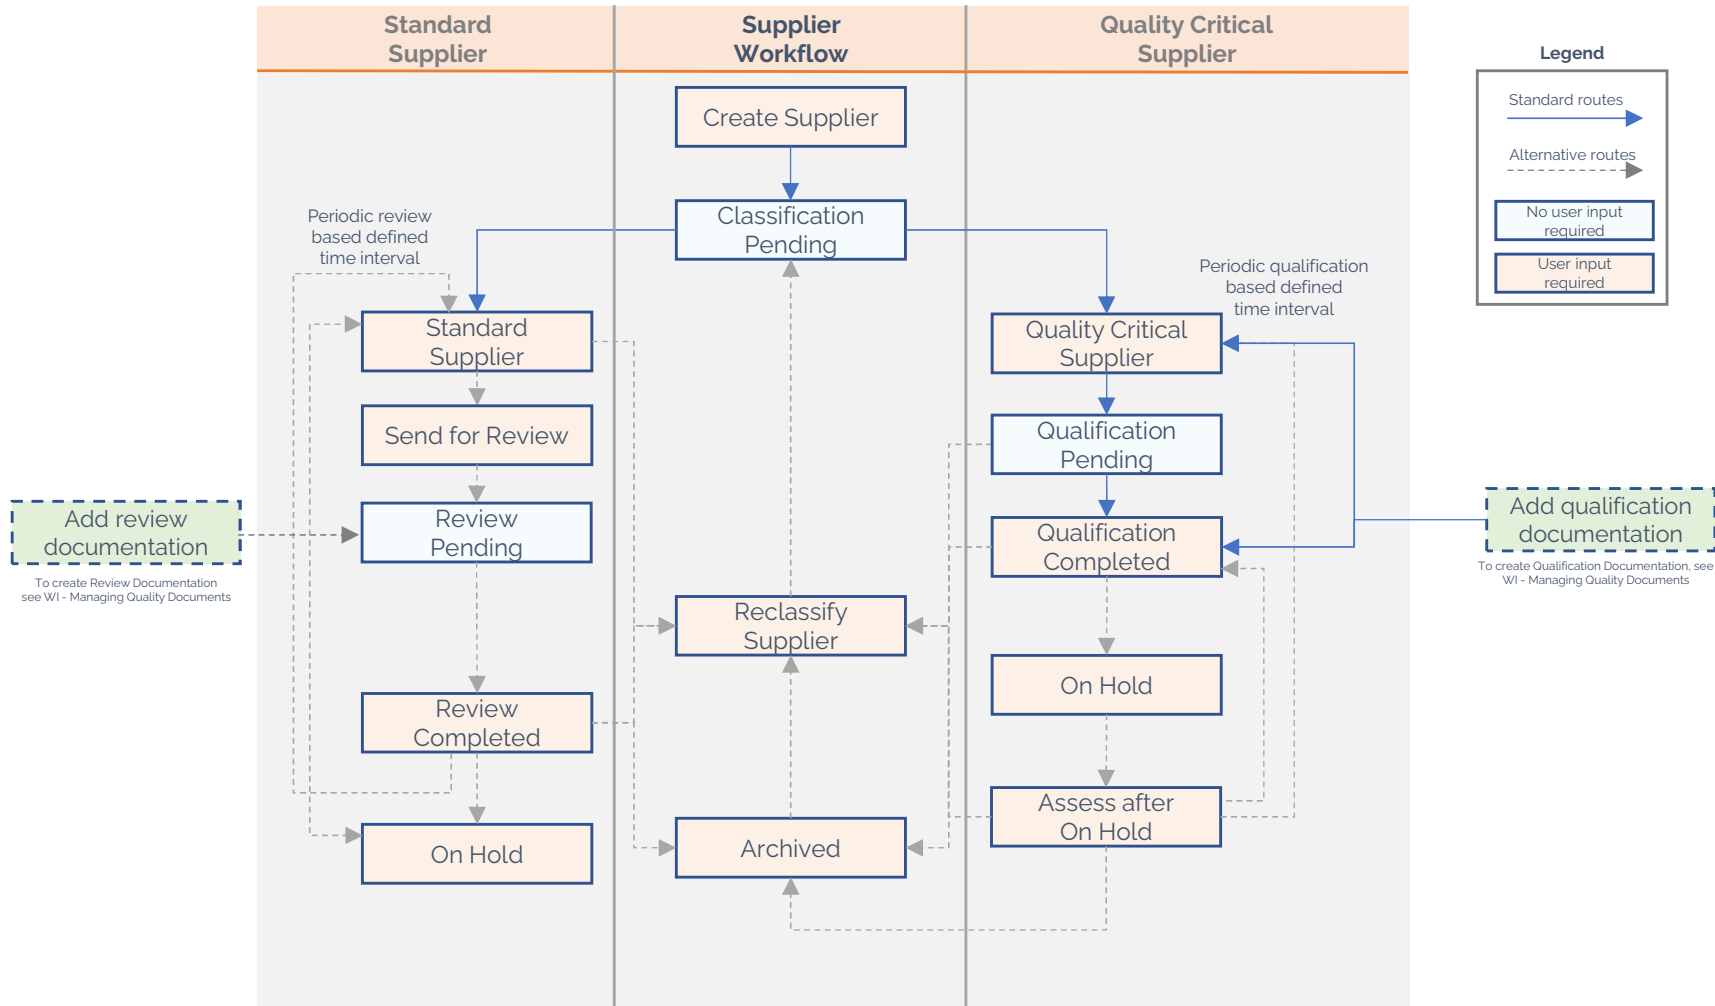 Standard
Supplier
Supplier
Workflow
Quality Critical
Supplier
Legend
Standard routes
Alternative routes
No user input
required
User input
required
Create Supplier
Classification
Pending
Periodic review
based defined
time interval
Periodic qualification
based defined
time interval
Standard
Supplier
Quality Critical
Supplier
Send for Review
Qualification
Pending
Add review
documentation
To create Review Documentation
see WI - Managing Quality Documents
Review
Pending
Qualification
Completed
Add qualification
documentation
To create Qualification Documentation, see
WI - Managing Quality Documents
Reclassify
Supplier
On Hold
Review
Completed
Assess after
On Hold
On Hold
Archived